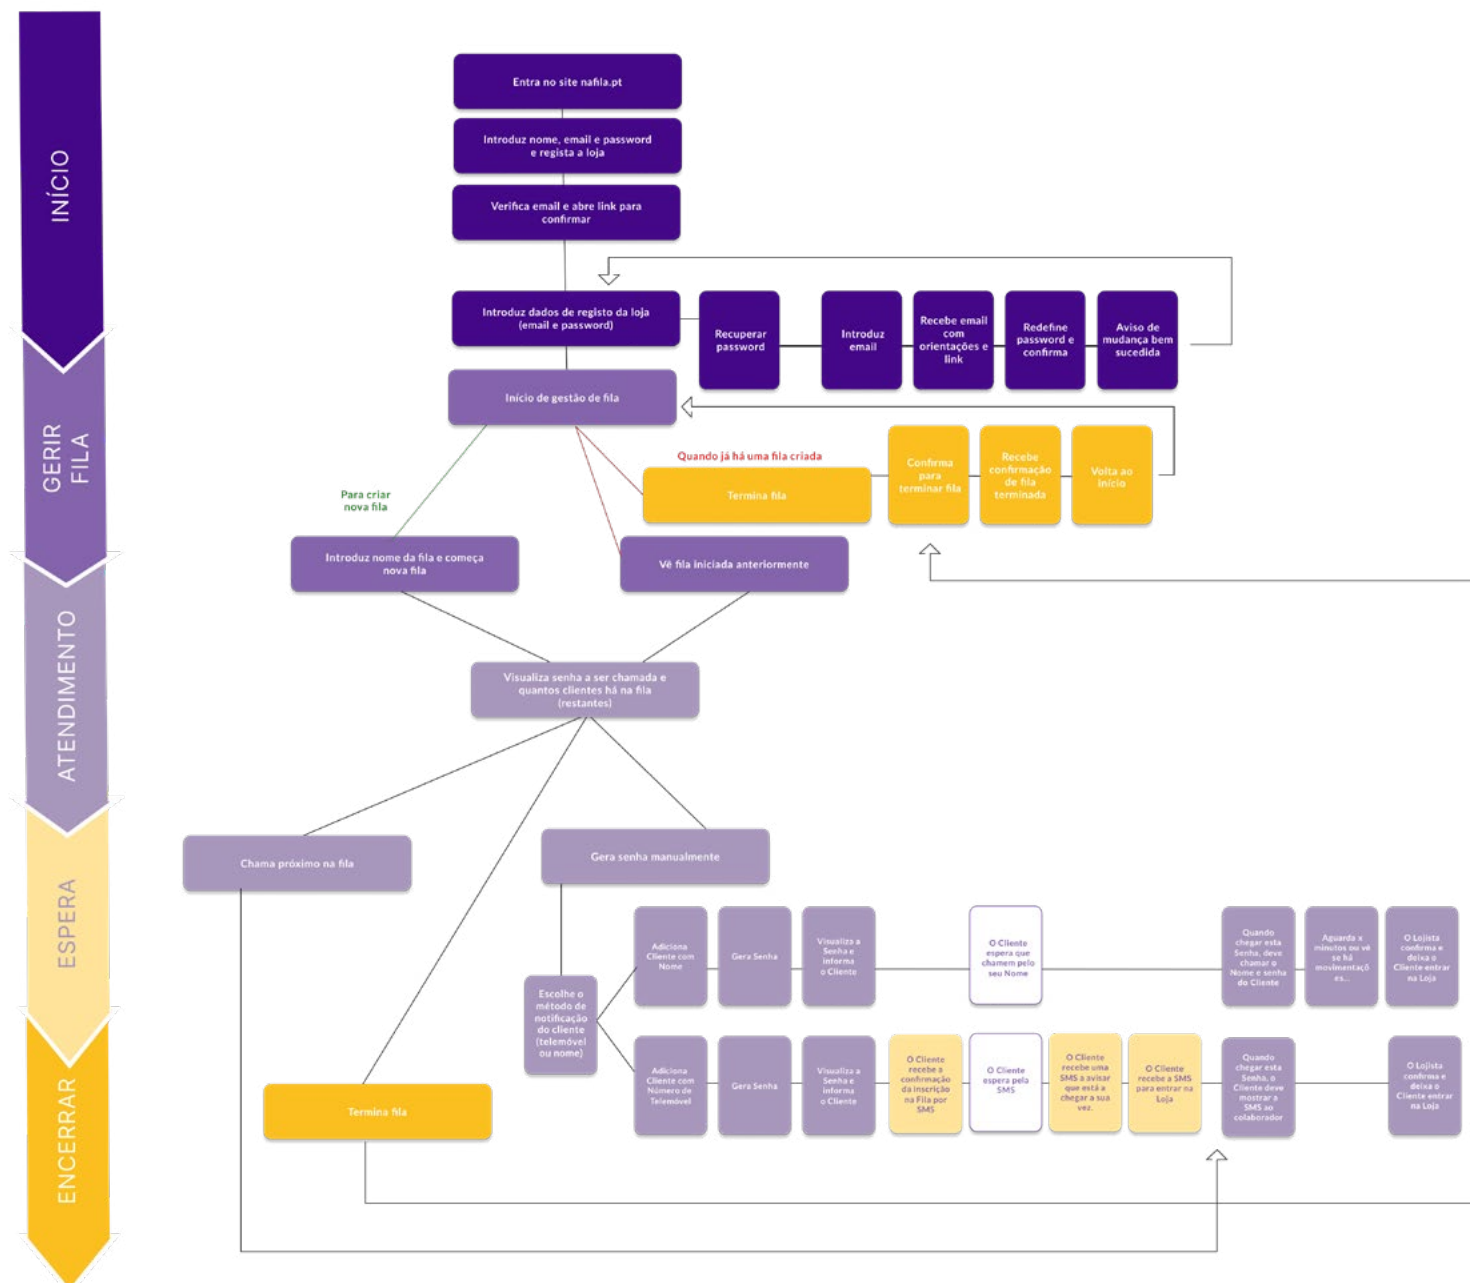 INÍCIO
GERIR
FILA
ATENDIMENTO
ESPERA
ENCERRAR
Entra no site nafila.pt
Introduz nome, email e password
e regista a loja
Verifica email e abre link para
confirmar
Introduz dados de registo da loja
(email e password)
Recuperar
password
Introduz
email
Recebe email
com
orientações e
link
Redefine
password e
confirma
Aviso de
mudança bem
sucedida
Início de gestão de fila
Quando já há uma fila criada
Termina fila
Confirma
para
terminar fila
Recebe
confirmação
de fila
terminada
Volta ao
Início
Para criar
nova fila
Introduz nome da fila e começa
nova fila
Vê fila iniciada anteriormente
Visualiza senha a ser chamada e
quantos clientes há na fila
(restantes)
Chama próximo na fila
Gera senha manualmente
Escolhe o
método de
notificação
do cliente
(telemóvel
ou nome)
Adiciona
Cliente com
Nome
Gera Senha
Visualiza a
Senha e
informa
o Cliente
O Cliente
espera que
chamem pelo
seu Nome
Quando
chegar esta
Senha, deve
chamar o
Nome e senha
do Cliente
Aguarda x
minutos ou vê
se há
movimentaçõ
es...
O Lojista
confirma e
deixa o
Cliente entrar
na Loja
Adiciona
Cliente com
Número de
Telemóvel
Gera Senha
Visualiza a
Senha e
informa
o Cliente
O Cliente
recebe a
confirmação
da inscrição
na Fila por
SMS
O Cliente
espera pela
SMS
O Cliente
recebe uma
SMS a avisar
que está a
chegar a sua
vez.
O Cliente
recebe a SMS
para entrar na
Loja
Quando
chegar esta
Senha, o
Cliente deve
mostrar a
SMS ao
colaborador
O Lojista
confirma e
deixa o
Cliente entrar
na Loja
Termina fila